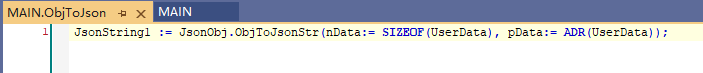 MAIN.ObjToJson MAIN
1 JsonString1 := JsonObj.ObjToJsonStr(nData:= SIZEOF(UserData), pData:= ADR(UserData));